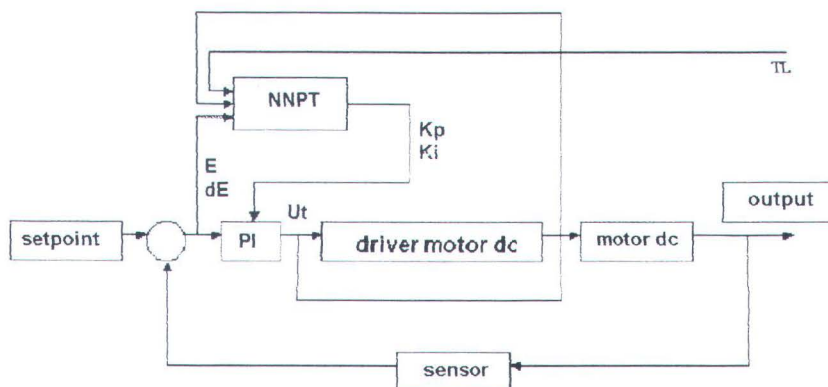 TL
NNPT
Kp
Ki
E
dE
output
Ut
setpoint
PI
driver motor dc
motor dc
sensor